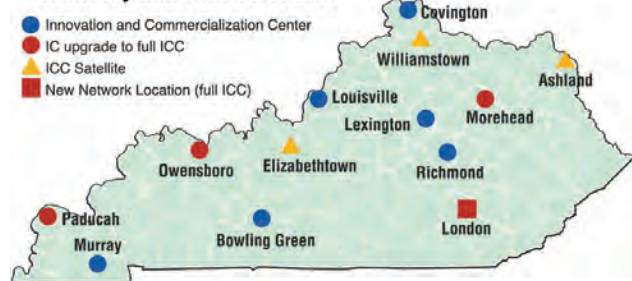 Innovation and Commercialization Center
IC upgrade to full ICC
ICC Satellite
New Network Location (full ICC)
Covington
Williamstown
Ashland
Louisville
Lexington
Morehead
Owensboro
Elizabethtown
Richmond
Paducah
Murray
Bowling Green
London